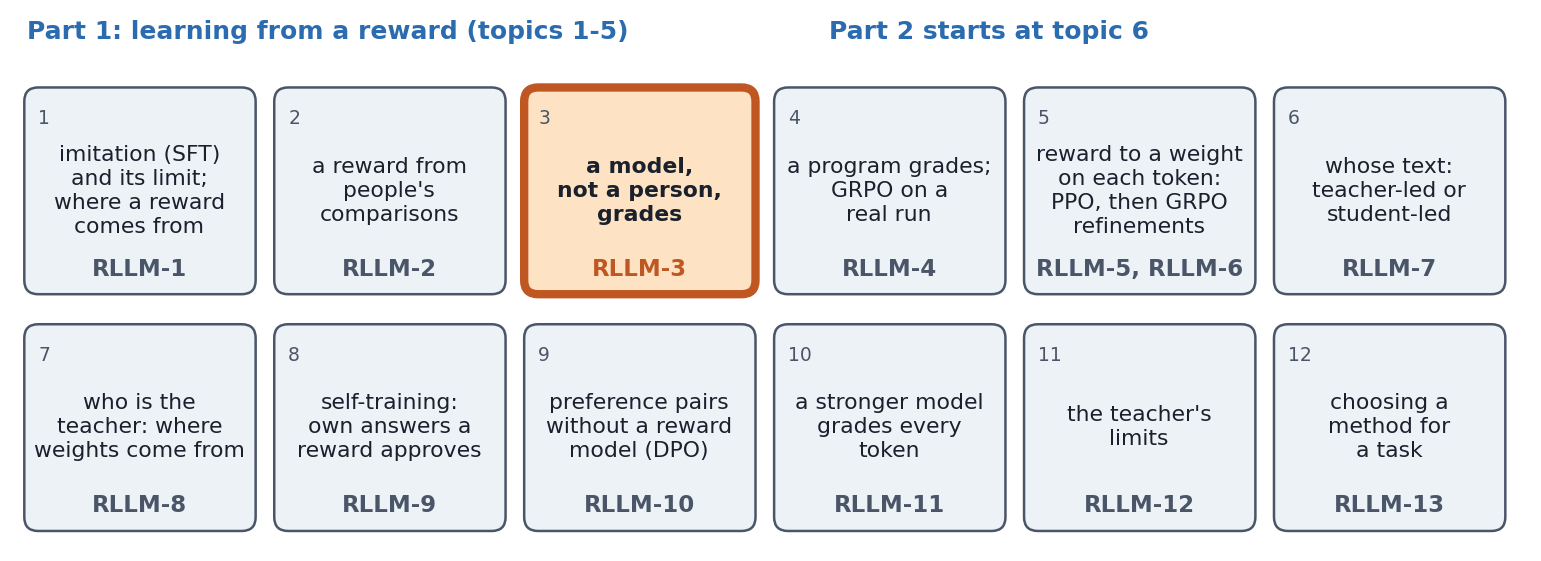 Part 1: learning from a reward (topics 1-5)
Part 2 starts at topic 6
1
imitation (SFT)
and its limit;
where a reward
comes from
RLLM-1
2
a reward from
people's
comparisons
RLLM-2
3
a model,
not a person,
grades
RLLM-3
4
a program grades;
GRPO on a
real run
RLLM-4
5
reward to a weight
on each token:
PPO, then GRPO
refinements
RLLM-5, RLLM-6
6
whose text:
teacher-led or
student-led
RLLM-7
7
who is the
teacher: where
weights come from
RLLM-8
8
self-training:
own answers a
reward approves
RLLM-9
9
preference pairs
without a reward
model (DPO)
RLLM-10
10
a stronger model
grades every
token
RLLM-11
11
the teacher's
limits
RLLM-12
12
choosing a
method for
a task
RLLM-13